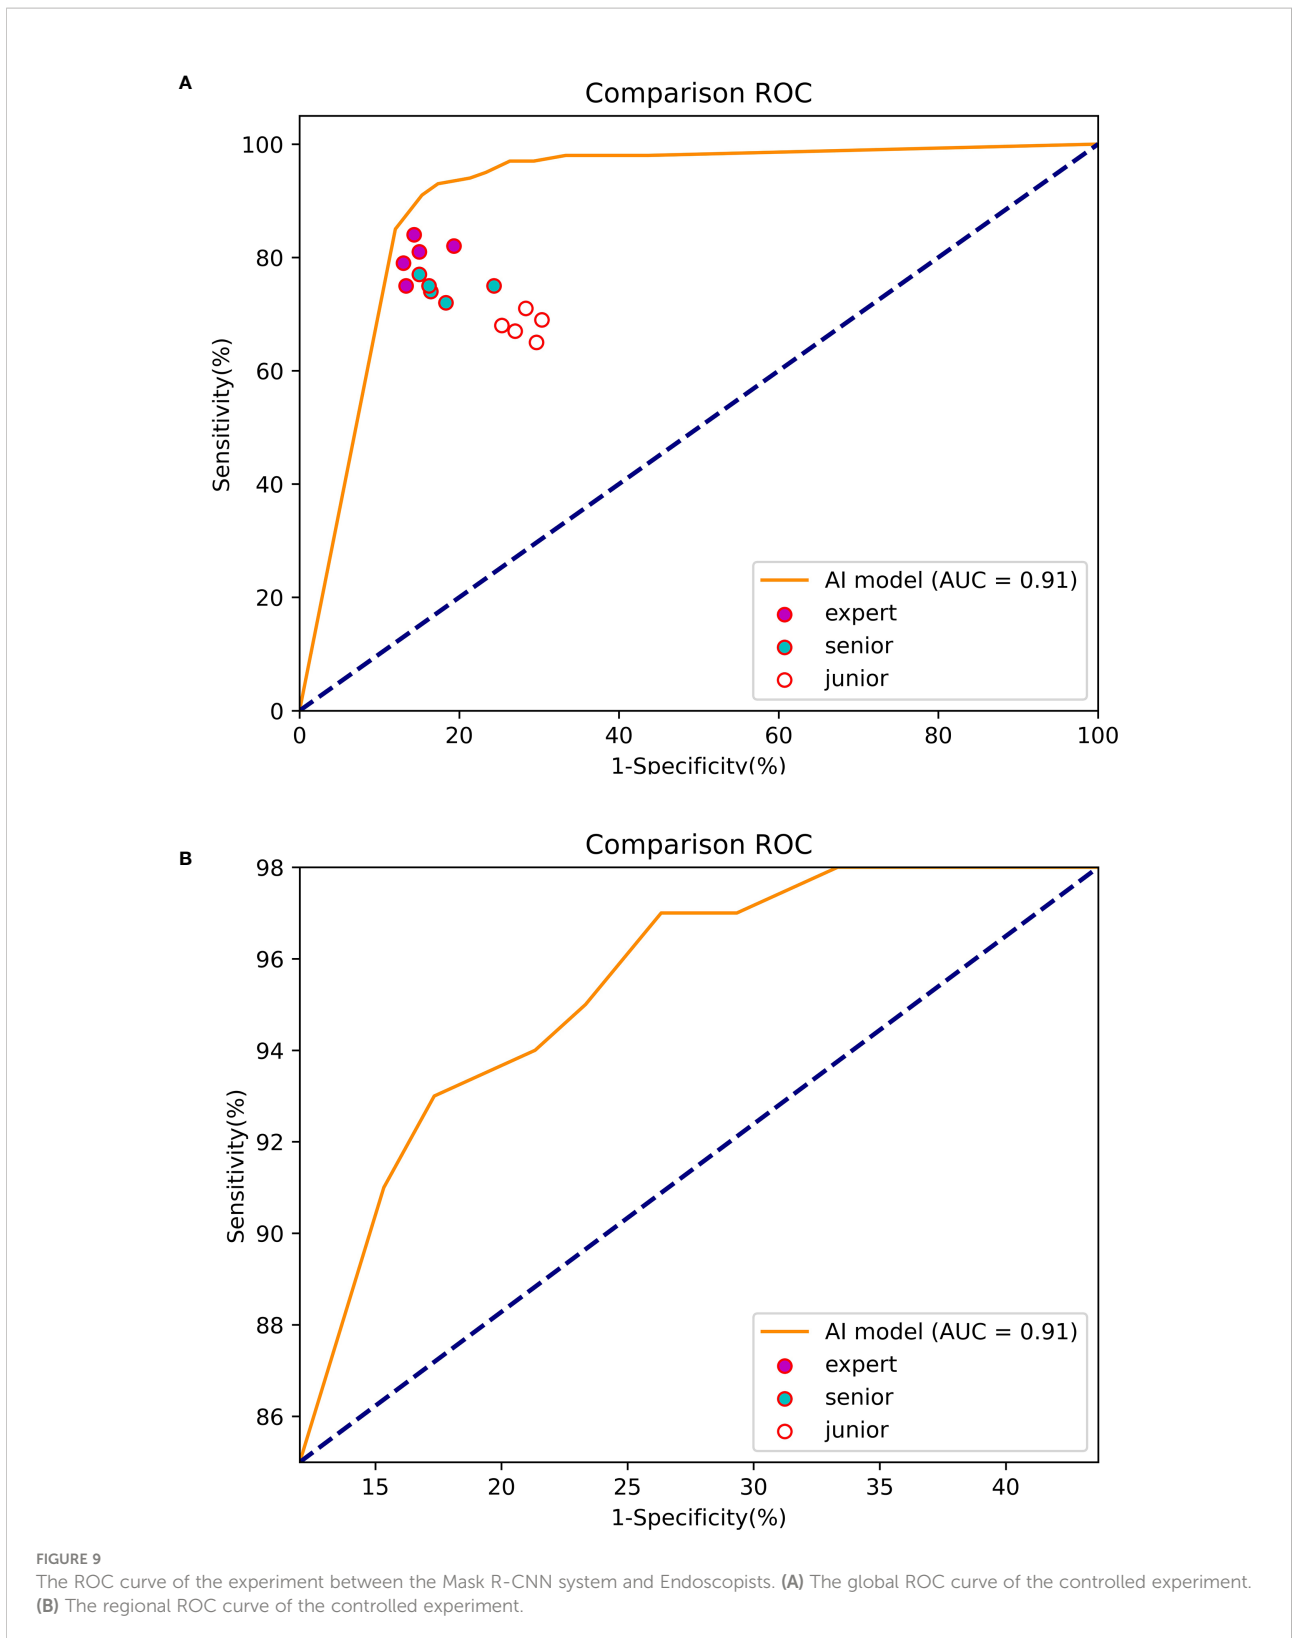 A
Comparison ROC
100
80
60
40
20
0
Sensitivity(%)
AI model (AUC = 0.91)
expert
senior
junior
0 20 40 60 80 100
1-Specificity(%)
B
Comparison ROC
98
96
94
92
90
88
86
Sensitivity(%)
AI model (AUC = 0.91)
expert
senior
junior
15 20 25 30 35 40
1-Specificity(%)
FIGURE 9
The ROC curve of the experiment between the Mask R-CNN system and Endoscopists. (A) The global ROC curve of the controlled experiment.
(B) The regional ROC curve of the controlled experiment.